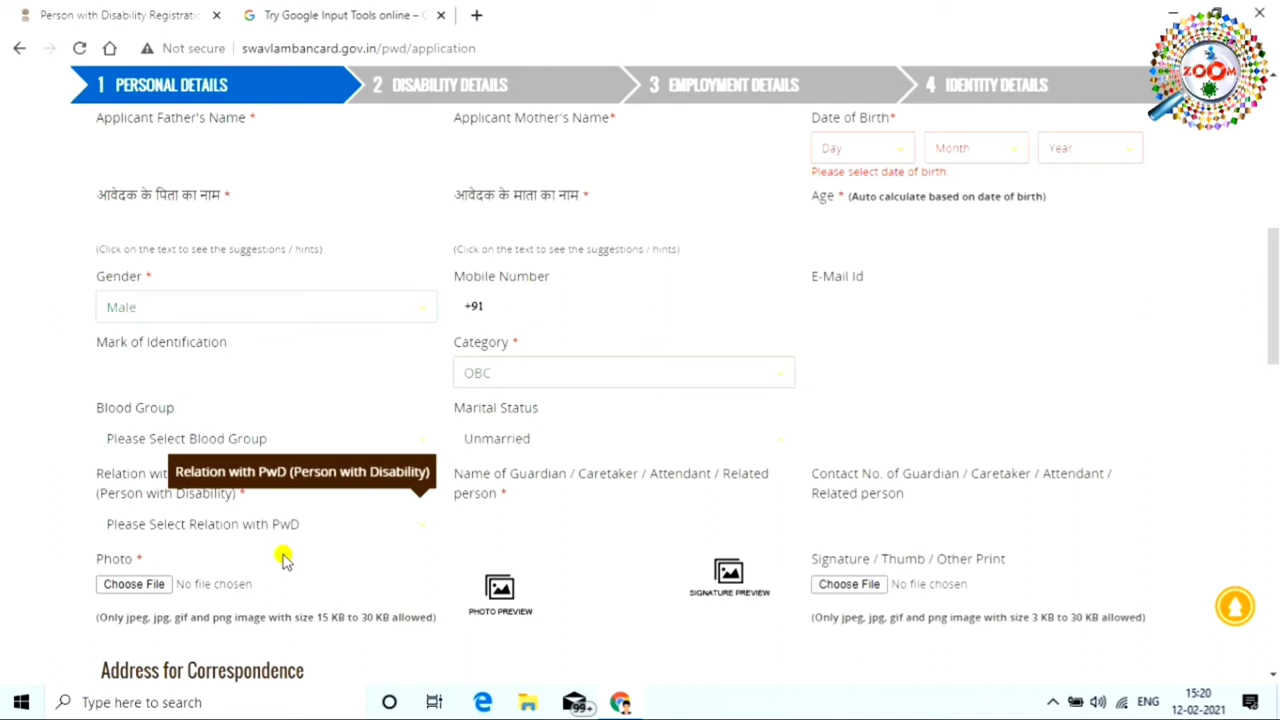 Person with Disability Registratio
Try Google Input Tools online – G
Not secure
swavlambancard.gov.in/pwd/application
ZOOM
1 PERSONAL DETAILS
2 DISABILITY DETAILS
3 EMPLOYMENT DETAILS
4 IDENTITY DETAILS
Applicant Father's Name *
Applicant Mother's Name*
Date of Birth*
Day
Month
Year
Please select date of birth.
आवेदक के पिता का नाम *
आवेदक के माता का नाम *
Age * (Auto calculate based on date of birth)
(Click on the text to see the suggestions / hints)
(Click on the text to see the suggestions / hints)
Gender *
Mobile Number
E-Mail Id
Male
+91
Mark of Identification
Category *
OBC
Blood Group
Marital Status
Please Select Blood Group
Unmarried
Relation with PwD (Person with Disability)
Relation wit
(Person with Disability) *
Name of Guardian / Caretaker / Attendant / Related
person *
Contact No. of Guardian / Caretaker / Attendant /
Related person
Please Select Relation with PwD
Photo *
Signature / Thumb / Other Print
Choose File No file chosen
PHOTO PREVIEW
SIGNATURE PREVIEW
Choose File No file chosen
(Only jpeg, jpg, gif and png image with size 15 KB to 30 KB allowed)
(Only jpeg, jpg, gif and png image with size 3 KB to 30 KB allowed)
Address for Correspondence
Type here to search
99+
ENG
15:20
12-02-2021